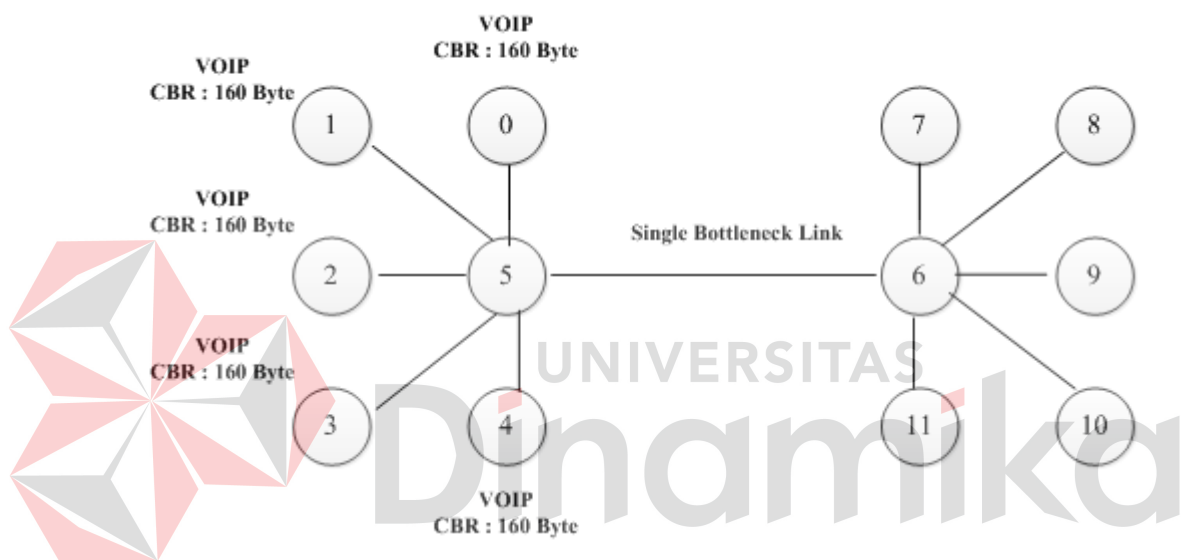 VOIP
CBR : 160 Byte
VOIP
CBR : 160 Byte
1
0
7
8
VOIP
CBR : 160 Byte
Single Bottleneck Link
2
5
6
9
VOIP
CBR : 160 Byte
UNIVERSITAS
Dinamika
3
4
11
10
VOIP
CBR : 160 Byte